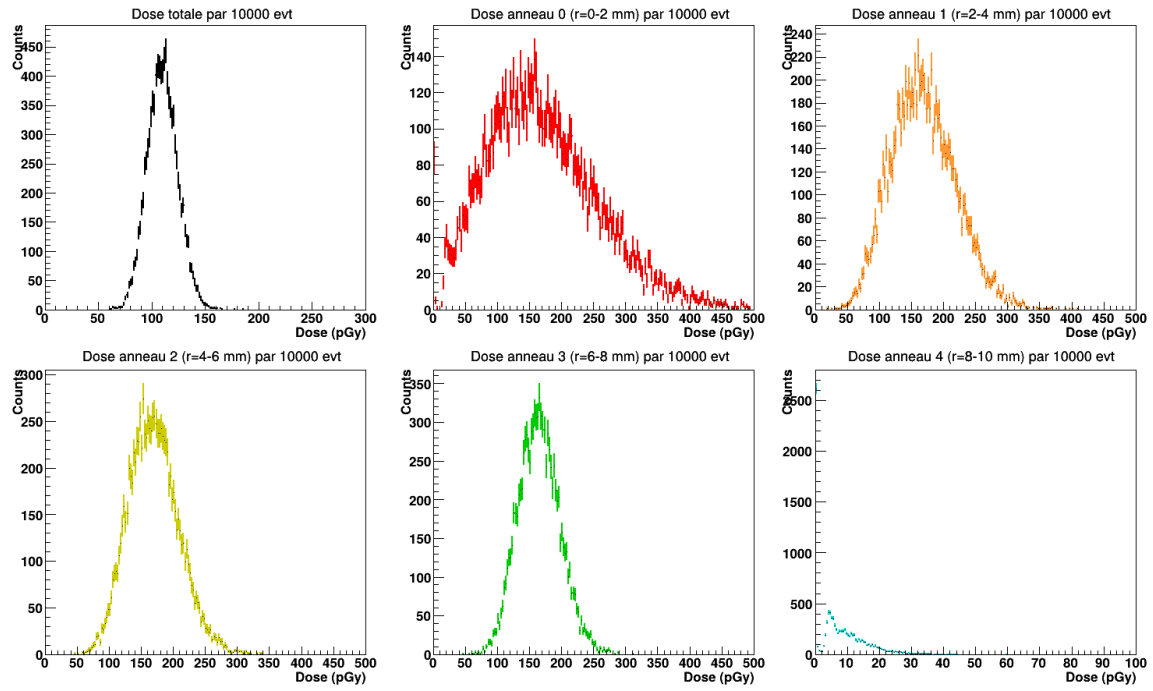 Dose totale par 10000 evt
Counts
450
400
350
300
250
200
150
100
50
0
0 50 100 150 200 250 300
Dose (pGy)
Dose anneau 0 (r=0-2 mm) par 10000 evt
Counts
140
120
100
80
60
40
20
0
0 50 100 150 200 250 300 350 400 450 500
Dose (pGy)
Dose anneau 1 (r=2-4 mm) par 10000 evt
Counts
240
220
200
180
160
140
120
100
80
60
40
20
0
0 50 100 150 200 250 300 350 400 450 500
Dose (pGy)
Dose anneau 2 (r=4-6 mm) par 10000 evt
Counts
300
250
200
150
100
50
0
0 50 100 150 200 250 300 350 400 450 500
Dose (pGy)
Dose anneau 3 (r=6-8 mm) par 10000 evt
Counts
350
300
250
200
150
100
50
0
0 50 100 150 200 250 300 350 400 450 500
Dose (pGy)
Dose anneau 4 (r=8-10 mm) par 10000 evt
Counts
2500
2000
1500
1000
500
0
0 10 20 30 40 50 60 70 80 90 100
Dose (pGy)